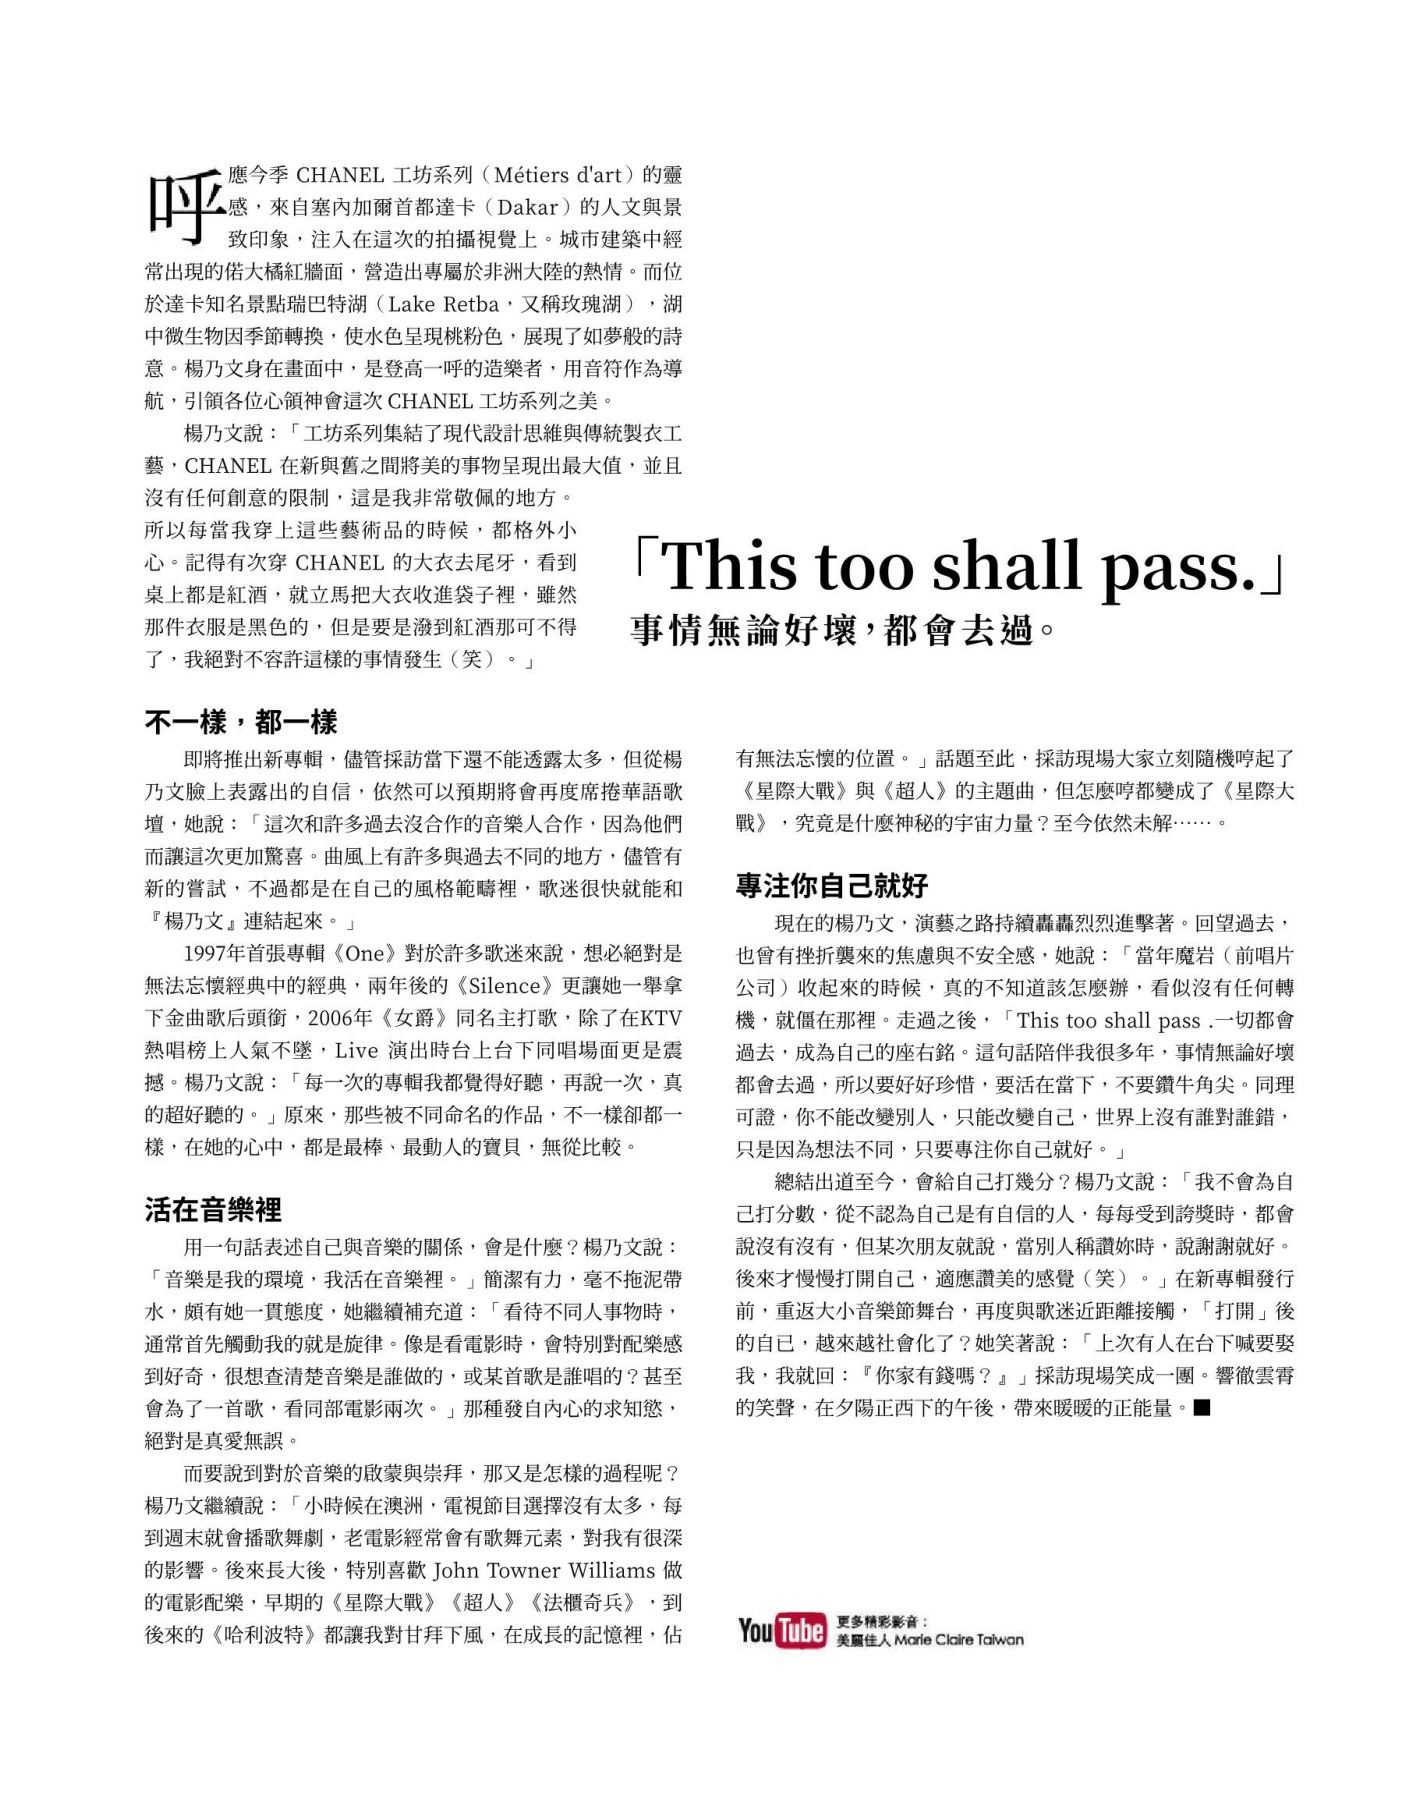 呼應今季 CHANEL 工坊系列（Métiers d'art）的靈
感，來自塞內加爾首都達卡（Dakar）的人文與景
致印象，注入在這次的拍攝視覺上。城市建築中經
常出現的偌大橘紅牆面，營造出專屬於非洲大陸的熱情。而位
於達卡知名景點瑞巴特湖（Lake Retba，又稱玫瑰湖），湖
中微生物因季節轉換，使水色呈現桃粉色，展現了如夢般的詩
意。楊乃文身在畫面中，是登高一呼的造樂者，用音符作為導
航，引領各位心領神會這次 CHANEL 工坊系列之美。
楊乃文說：「工坊系列集結了現代設計思維與傳統製衣工
藝，CHANEL 在新與舊之間將美的事物呈現出最大值，並且
沒有任何創意的限制，這是我非常敬佩的地方。
所以每當我穿上這些藝術品的時候，都格外小
心。記得有次穿 CHANEL 的大衣去尾牙，看到
桌上都是紅酒，就立馬把大衣收進袋子裡，雖然
那件衣服是黑色的，但是要是潑到紅酒那可不得
了，我絕對不容許這樣的事情發生（笑）。」
「This too shall pass.」
事情無論好壞，都會去過。
不一樣，都一樣
即將推出新專輯，儘管採訪當下還不能透露太多，但從楊
乃文臉上表露出的自信，依然可以預期將會再度席捲華語歌
壇，她說：「這次和許多過去沒合作的音樂人合作，因為他們
而讓這次更加驚喜。曲風上有許多與過去不同的地方，儘管有
新的嘗試，不過都是在自己的風格範疇裡，歌迷很快就能和
『楊乃文』連結起來。」
1997年首張專輯《One》對於許多歌迷來說，想必絕對是
無法忘懷經典中的經典，兩年後的《Silence》更讓她一舉拿
下金曲歌后頭銜，2006年《女爵》同名主打歌，除了在KTV
熱唱榜上人氣不墜，Live 演出時台上台下同唱場面更是震
撼。楊乃文說：「每一次的專輯我都覺得好聽，再說一次，真
的超好聽的。」原來，那些被不同命名的作品，不一樣卻都一
樣，在她的心中，都是最棒、最動人的寶貝，無從比較。
活在音樂裡
用一句話表述自己與音樂的關係，會是什麼？楊乃文說：
「音樂是我的環境，我活在音樂裡。」簡潔有力，毫不拖泥帶
水，頗有她一貫態度，她繼續補充道：「看待不同人事物時，
通常首先觸動我的就是旋律。像是看電影時，會特別對配樂感
到好奇，很想查清楚音樂是誰做的，或某首歌是誰唱的？甚至
會為了一首歌，看同部電影兩次。」那種發自內心的求知慾，
絕對是真愛無誤。
而要說到對於音樂的啟蒙與崇拜，那又是怎樣的過程呢？
楊乃文繼續說：「小時候在澳洲，電視節目選擇沒有太多，每
到週末就會播歌舞劇，老電影經常會有歌舞元素，對我有很深
的影響。後來長大後，特別喜歡 John Towner Williams 做
的電影配樂，早期的《星際大戰》《超人》《法櫃奇兵》，到
後來的《哈利波特》都讓我對甘拜下風，在成長的記憶裡，佔
有無法忘懷的位置。」話題至此，採訪現場大家立刻隨機哼起了
《星際大戰》與《超人》的主題曲，但怎麼哼都變成了《星際大
戰》，究竟是什麼神秘的宇宙力量？至今依然未解……。
專注你自己就好
現在的楊乃文，演藝之路持續轟轟烈烈進擊著。回望過去，
也曾有挫折襲來的焦慮與不安全感，她說：「當年魔岩（前唱片
公司）收起來的時候，真的不知道該怎麼辦，看似沒有任何轉
機，就僵在那裡。走過之後，「This too shall pass .一切都會
過去，成為自己的座右銘。這句話陪伴我很多年，事情無論好壞
都會去過，所以要好好珍惜，要活在當下，不要鑽牛角尖。同理
可證，你不能改變別人，只能改變自己，世界上沒有誰對誰錯，
只是因為想法不同，只要專注你自己就好。」
總結出道至今，會給自己打幾分？楊乃文說：「我不會為自
己打分數，從不認為自己是有自信的人，每每受到誇獎時，都會
說沒有沒有，但某次朋友就說，當別人稱讚妳時，說謝謝就好。
後來才慢慢打開自己，適應讚美的感覺（笑）。」在新專輯發行
前，重返大小音樂節舞台，再度與歌迷近距離接觸，「打開」後
的自已，越來越社會化了？她笑著說：「上次有人在台下喊要娶
我，我就回：『你家有錢嗎？』」採訪現場笑成一團。響徹雲霄
的笑聲，在夕陽正西下的午後，帶來暖暖的正能量。■
YouTube 更多精彩影音：
美麗佳人 Marie Claire Taiwan